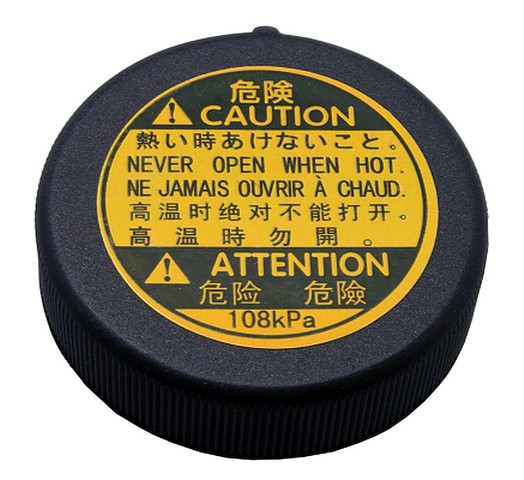 危険
CAUTION
熱い時あけないこと。
NEVER OPEN WHEN HOT.
NE JAMAIS OUVRIR À CHAUD.
高温时绝对不能打开。
高温時勿開。
ATTENTION
危险 危險
108kPa